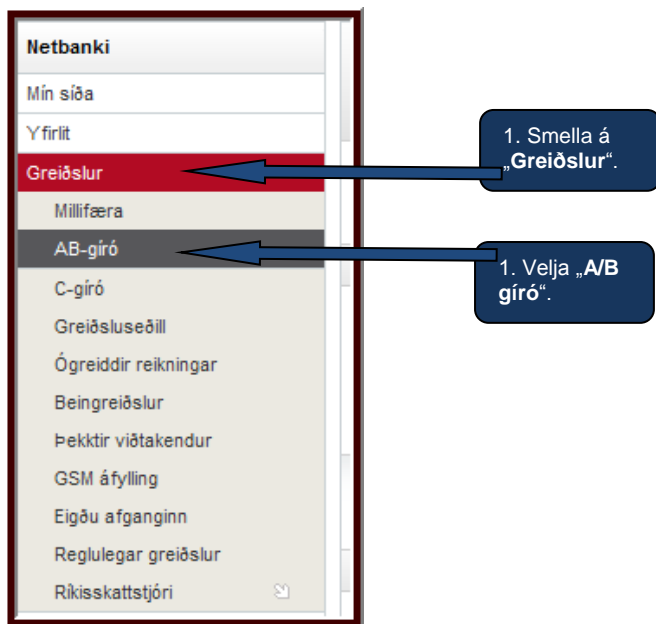 Netbanki
Mín síða
Yfirlit
Greiðslur
Millifæra
AB-gíró
C-gíró
Greiðsluseðill
Ógreiddir reikningar
Beingreiðslur
Þekktir viðtakendur
GSM áfylling
Eigðu afganginn
Reglulegar greiðslur
Ríkisskattstjóri
1. Smella á
„Greiðslur“.
1. Velja „A/B
gíró“.